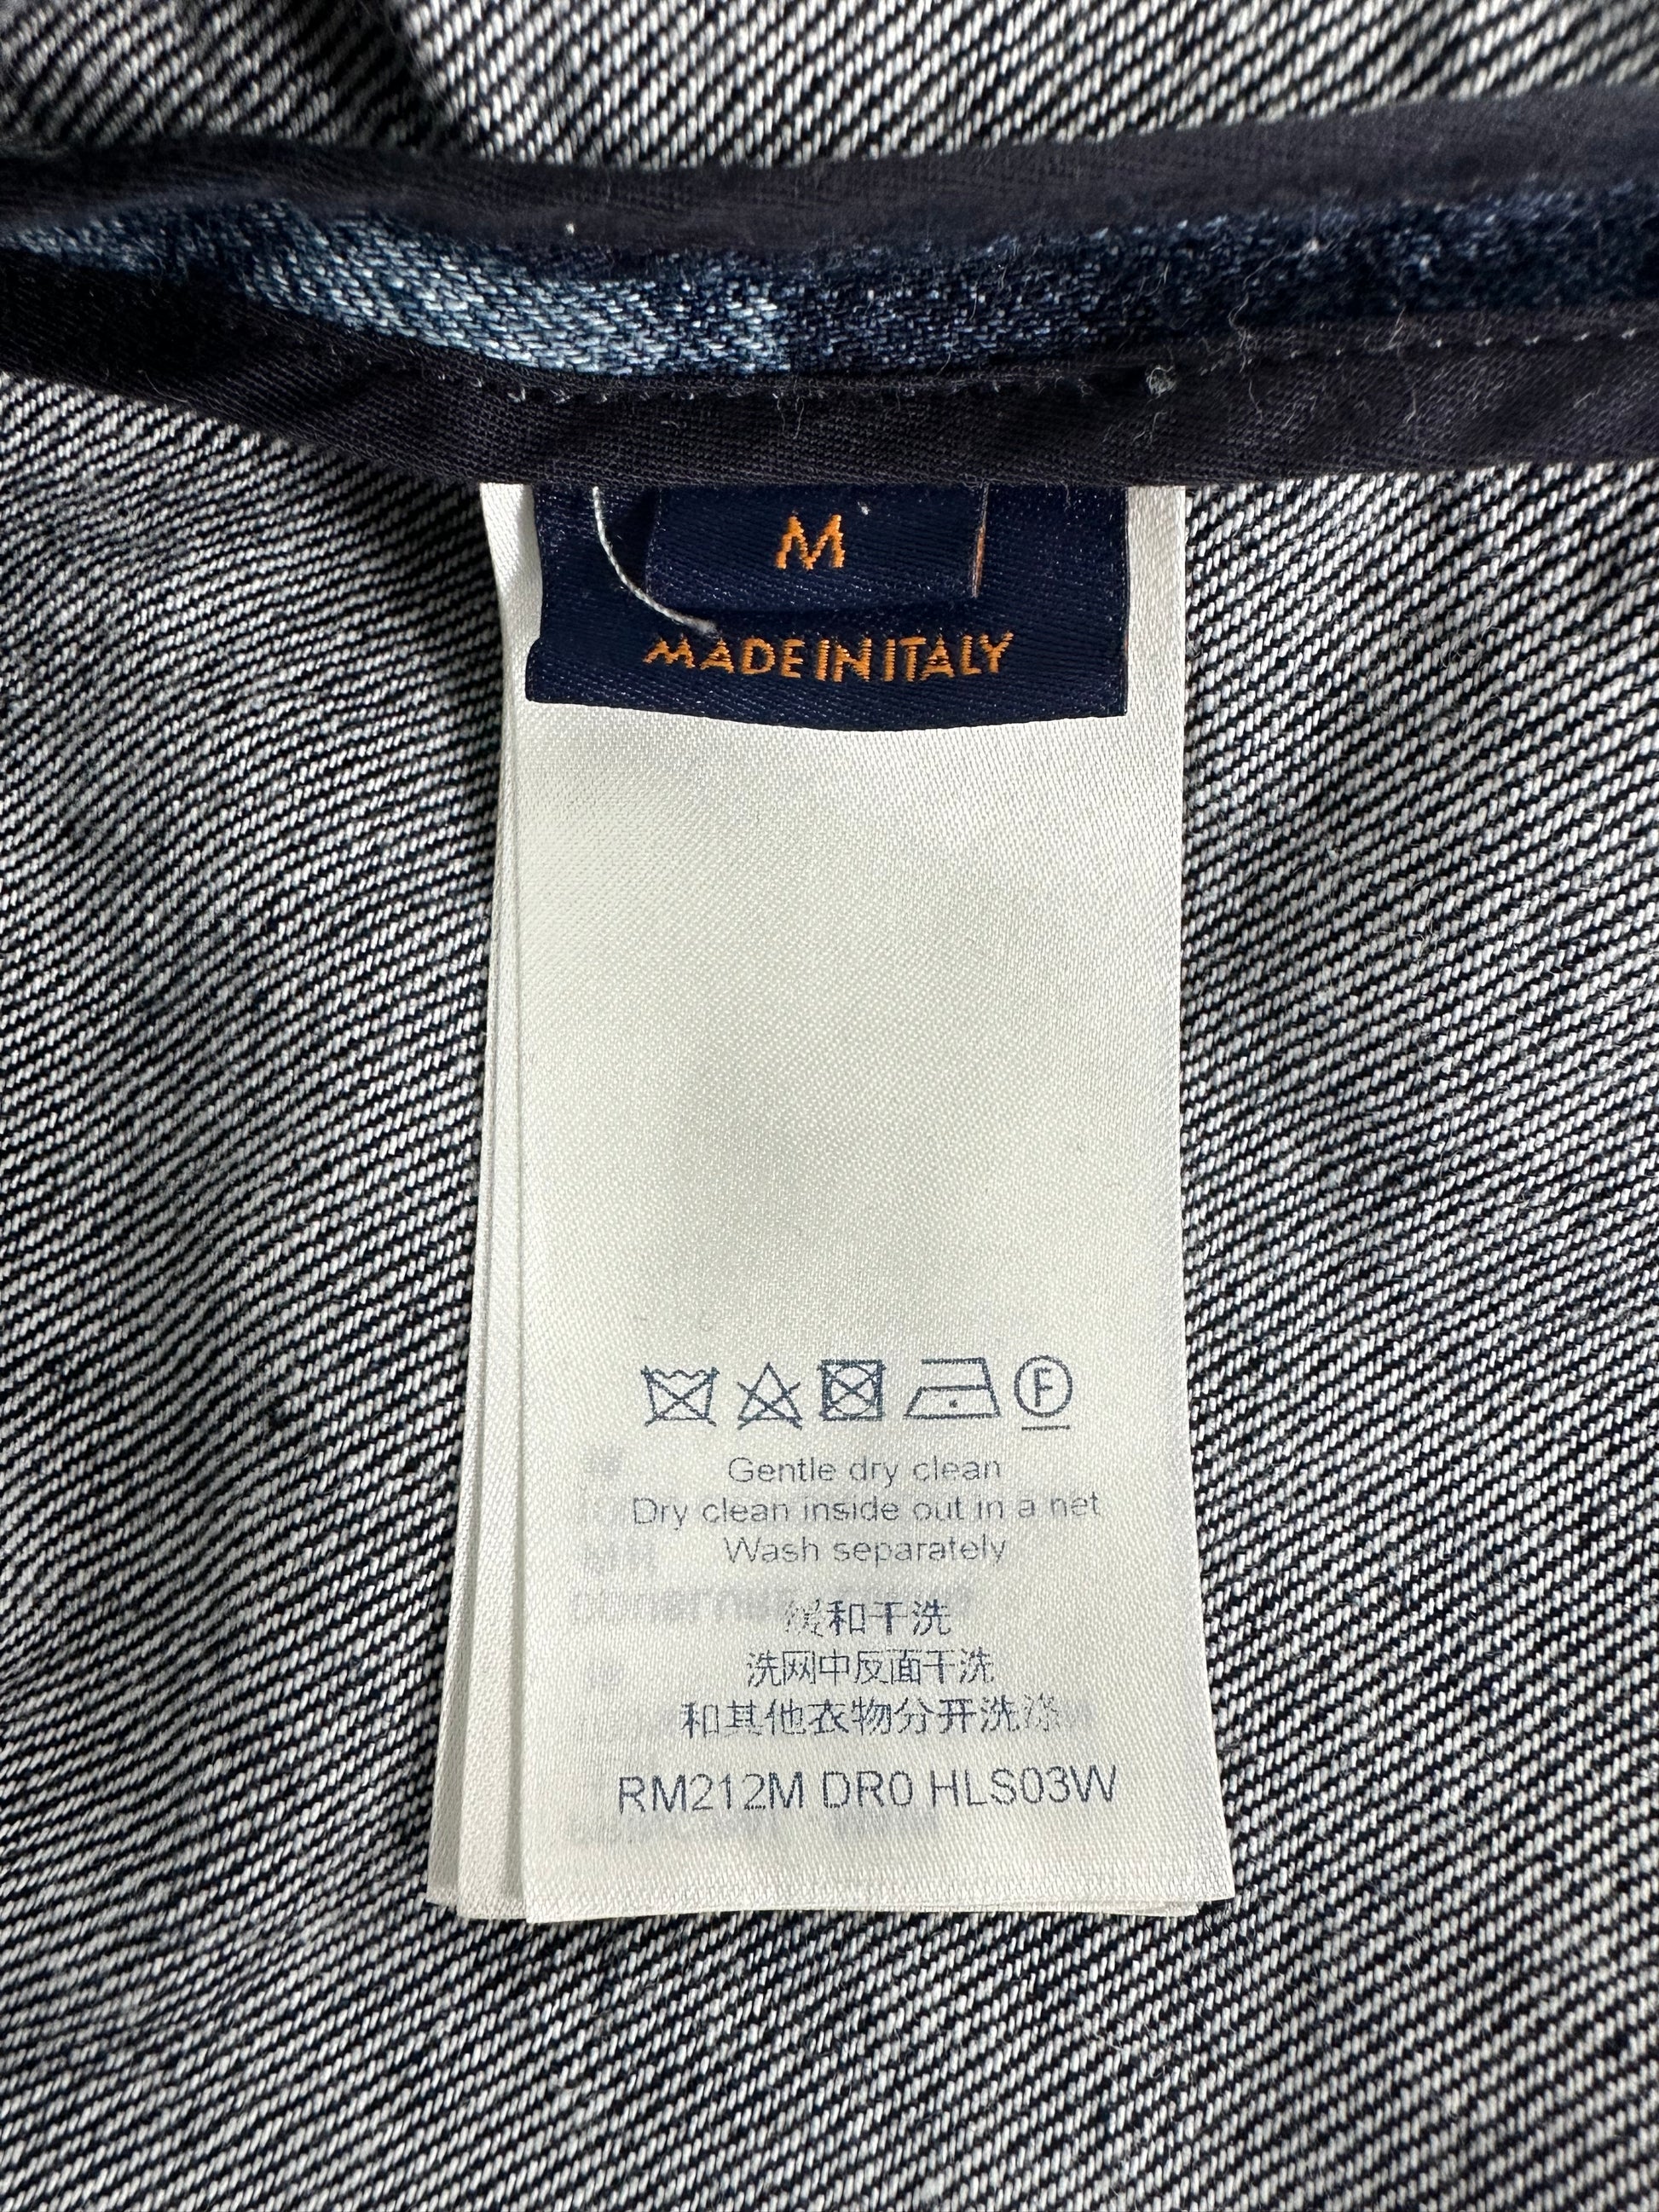 M
MADE IN ITALY
F
Gentle dry clean
Dry clean inside out in a net
Wash separately
缓和干洗
洗网中反面干洗
和其他衣物分开洗涤
RM212M DR0 HLS03W